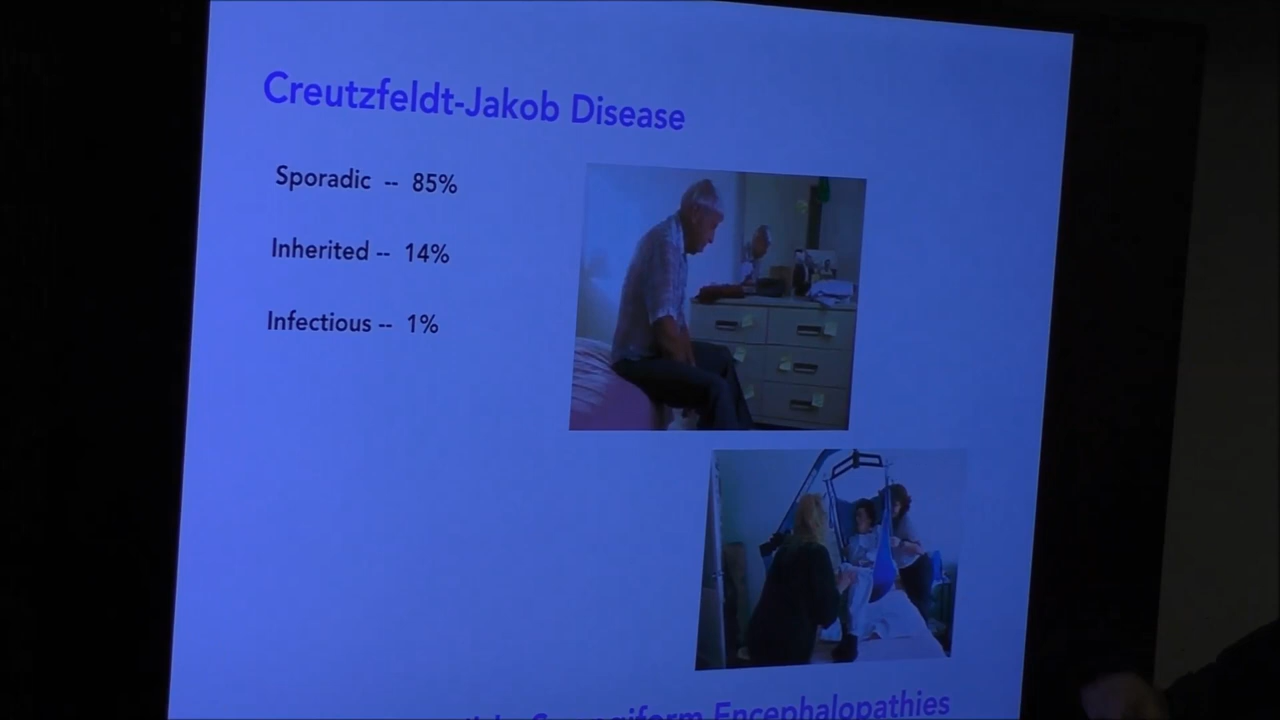 Creutzfeldt-Jakob Disease
Sporadic -- 85%
Inherited -- 14%
Infectious -- 1%
Encephalopathies